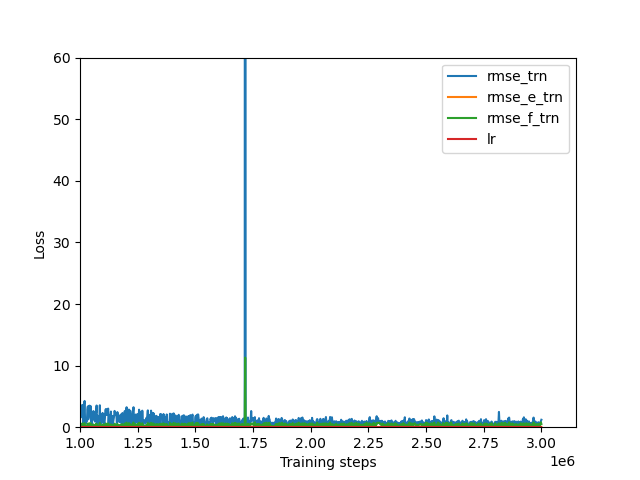 60
50
40
30
20
10
0
Loss
rmse_trn
rmse_e_trn
rmse_f_trn
lr
1.00 1.25 1.50 1.75 2.00 2.25 2.50 2.75 3.00
1e6
Training steps